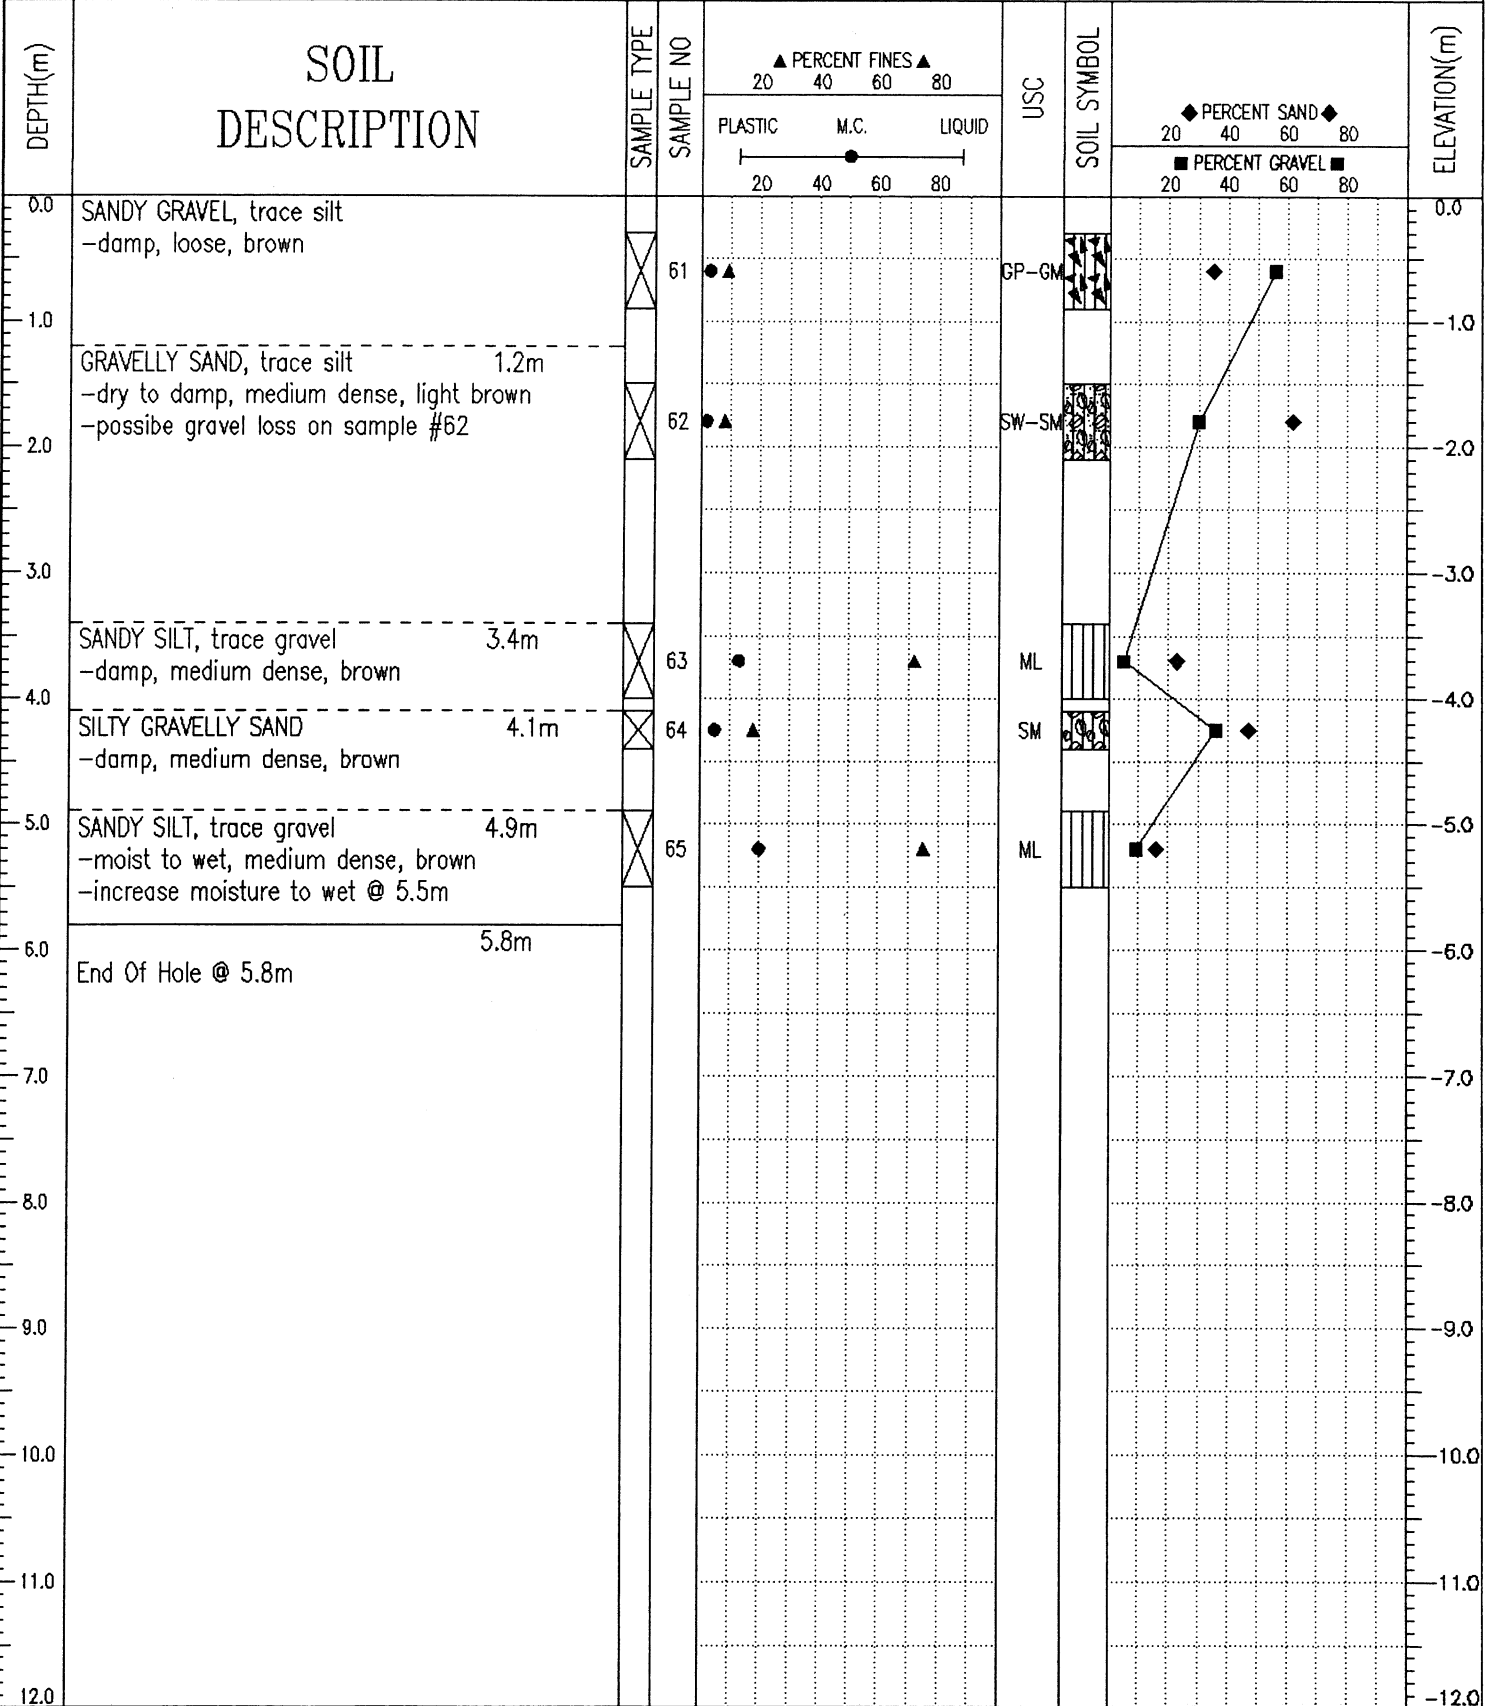 DEPTH(m)
SOIL
DESCRIPTION
SAMPLE TYPE
SAMPLE NO
▲ PERCENT FINES ▲
20 40 60 80
PLASTIC M.C. LIQUID
20 40 60 80
USC
SOIL SYMBOL
◆ PERCENT SAND ◆
20 40 60 80
■ PERCENT GRAVEL ■
20 40 60 80
ELEVATION(m)
0.0
SANDY GRAVEL, trace silt
0.0
-damp, loose, brown
61
GP-GM
1.0
-1.0
GRAVELLY SAND, trace silt 1.2m
-dry to damp, medium dense, light brown
-possibe gravel loss on sample #62
62
SW-SM
2.0
-2.0
3.0
-3.0
SANDY SILT, trace gravel 3.4m
-damp, medium dense, brown
63
ML
4.0
-4.0
SILTY GRAVELLY SAND 4.1m
64
SM
-damp, medium dense, brown
5.0
-5.0
SANDY SILT, trace gravel 4.9m
-moist to wet, medium dense, brown
65
ML
-increase moisture to wet @ 5.5m
5.8m
6.0
-6.0
End Of Hole @ 5.8m
7.0
-7.0
8.0
-8.0
9.0
-9.0
10.0
-10.0
11.0
-11.0
12.0
-12.0